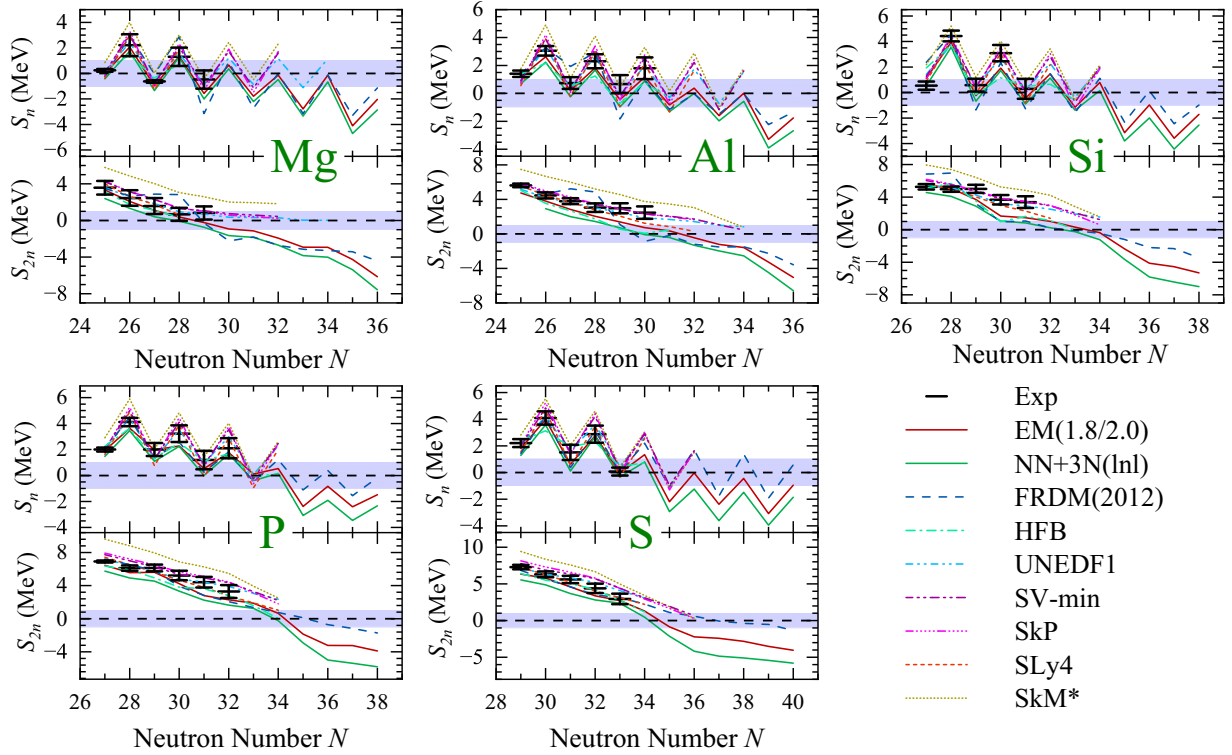 4
2
0
−2
−4
6
S_n (MeV)
Mg
4
0
−4
−8
S_2n (MeV)
24 26 28 30 32 34 36
Neutron Number N
6
4
2
0
−2
−4
S_n (MeV)
Al
8
4
0
−4
8
S_2n (MeV)
24 26 28 30 32 34 36
Neutron Number N
6
4
2
0
−2
4
S_n (MeV)
Si
8
4
0
−4
−8
S_2n (MeV)
26 28 30 32 34 36 38
Neutron Number N
6
4
2
0
−2
−4
S_n (MeV)
P
8
4
0
−4
S_2n (MeV)
26 28 30 32 34 36 38
Neutron Number N
6
4
2
0
−2
−4
S_n (MeV)
S
10
5
0
−5
S_2n (MeV)
28 30 32 34 36 38 40
Neutron Number N
Exp
EM(1.8/2.0)
NN+3N(lnl)
FRDM(2012)
HFB
UNEDF1
SV-min
SkP
SLy4
SkM*